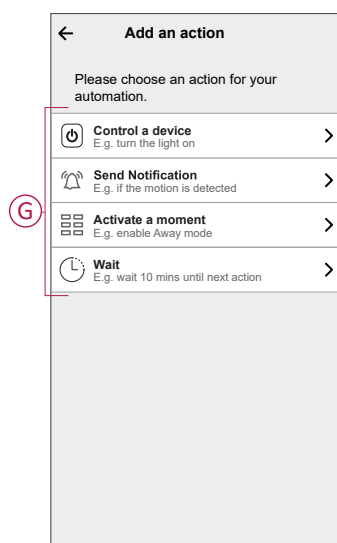 Add an action
Please choose an action for your
automation.
Control a device
E.g. turn the light on
Send Notification
E.g. if the motion is detected
G
Activate a moment
E.g. enable Away mode
Wait
E.g. wait 10 mins until next action